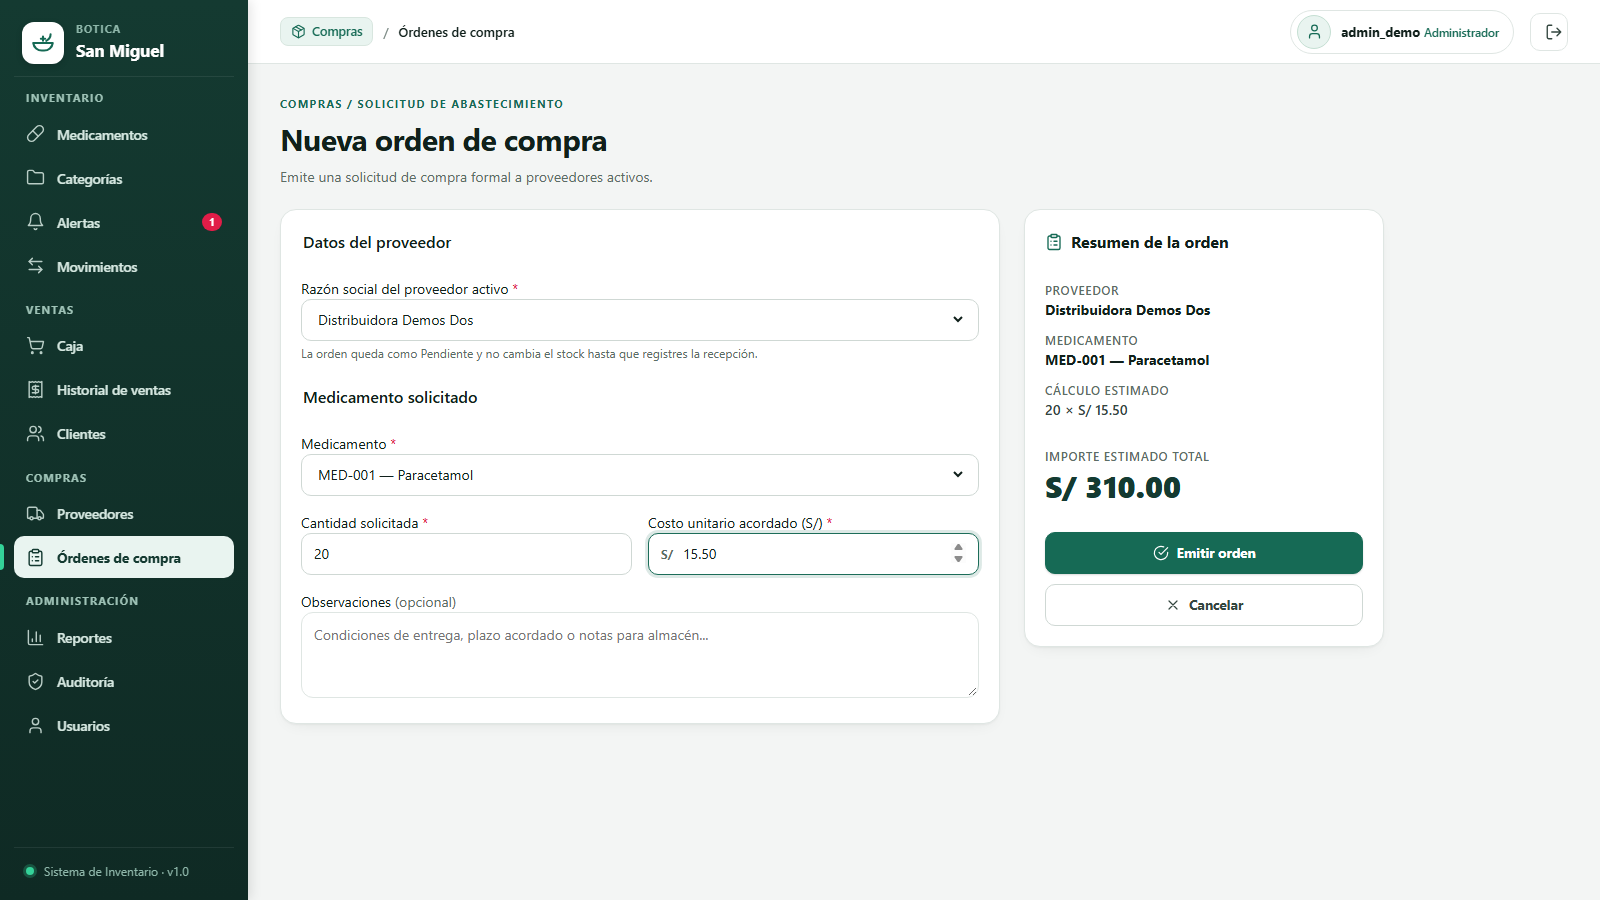 BOTICA
San Miguel
INVENTARIO
Medicamentos
Categorías
Alertas
1
Movimientos
VENTAS
Caja
Historial de ventas
Clientes
COMPRAS
Proveedores
Órdenes de compra
ADMINISTRACIÓN
Reportes
Auditoría
Usuarios
Sistema de Inventario · v1.0
Compras / Órdenes de compra
admin_demo Administrador
COMPRAS / SOLICITUD DE ABASTECIMIENTO
Nueva orden de compra
Emite una solicitud de compra formal a proveedores activos.
Datos del proveedor
Razón social del proveedor activo *
Distribuidora Demos Dos
La orden queda como Pendiente y no cambia el stock hasta que registres la recepción.
Medicamento solicitado
Medicamento *
MED-001 — Paracetamol
Cantidad solicitada *
20
Costo unitario acordado (S/) *
S/ 15.50
Observaciones (opcional)
Condiciones de entrega, plazo acordado o notas para almacén...
Resumen de la orden
PROVEEDOR
Distribuidora Demos Dos
MEDICAMENTO
MED-001 — Paracetamol
CÁLCULO ESTIMADO
20 × S/ 15.50
IMPORTE ESTIMADO TOTAL
S/ 310.00
Emitir orden
Cancelar